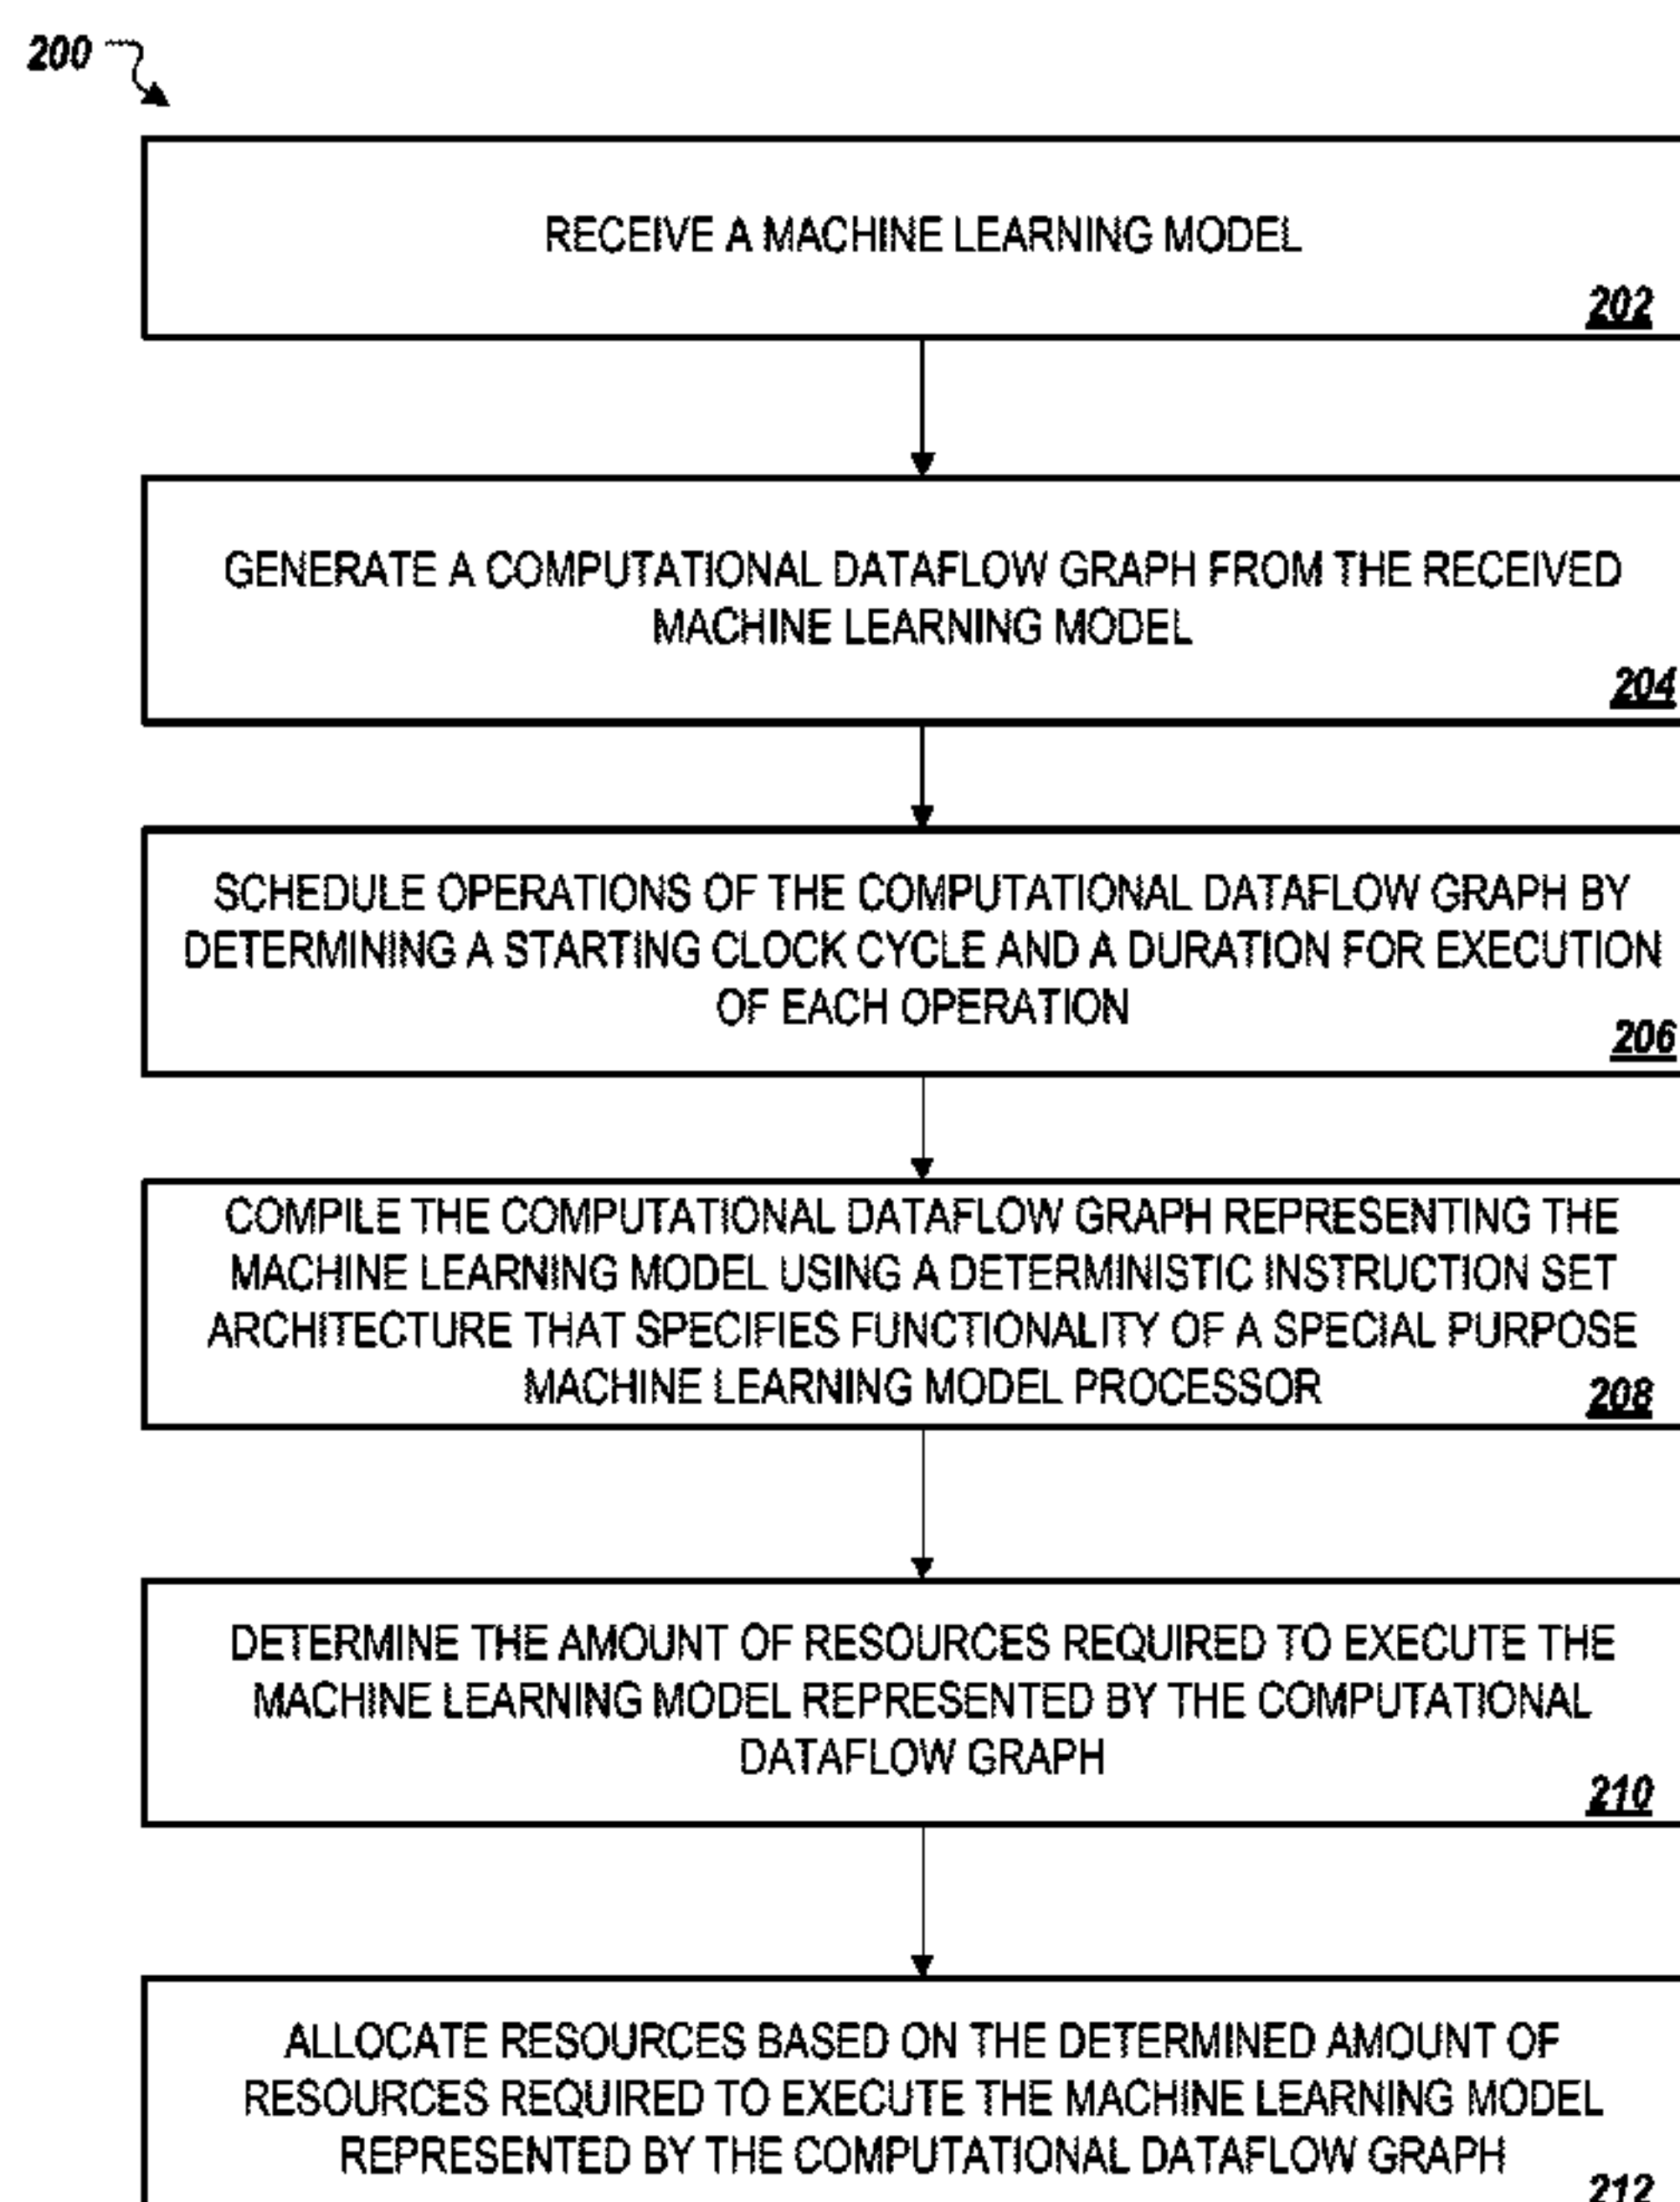 200
RECEIVE A MACHINE LEARNING MODEL
202
GENERATE A COMPUTATIONAL DATAFLOW GRAPH FROM THE RECEIVED
MACHINE LEARNING MODEL
204
SCHEDULE OPERATIONS OF THE COMPUTATIONAL DATAFLOW GRAPH BY
DETERMINING A STARTING CLOCK CYCLE AND A DURATION FOR EXECUTION
OF EACH OPERATION
206
COMPILE THE COMPUTATIONAL DATAFLOW GRAPH REPRESENTING THE
MACHINE LEARNING MODEL USING A DETERMINISTIC INSTRUCTION SET
ARCHITECTURE THAT SPECIFIES FUNCTIONALITY OF A SPECIAL PURPOSE
MACHINE LEARNING MODEL PROCESSOR
208
DETERMINE THE AMOUNT OF RESOURCES REQUIRED TO EXECUTE THE
MACHINE LEARNING MODEL REPRESENTED BY THE COMPUTATIONAL
DATAFLOW GRAPH
210
ALLOCATE RESOURCES BASED ON THE DETERMINED AMOUNT OF
RESOURCES REQUIRED TO EXECUTE THE MACHINE LEARNING MODEL
REPRESENTED BY THE COMPUTATIONAL DATAFLOW GRAPH
212